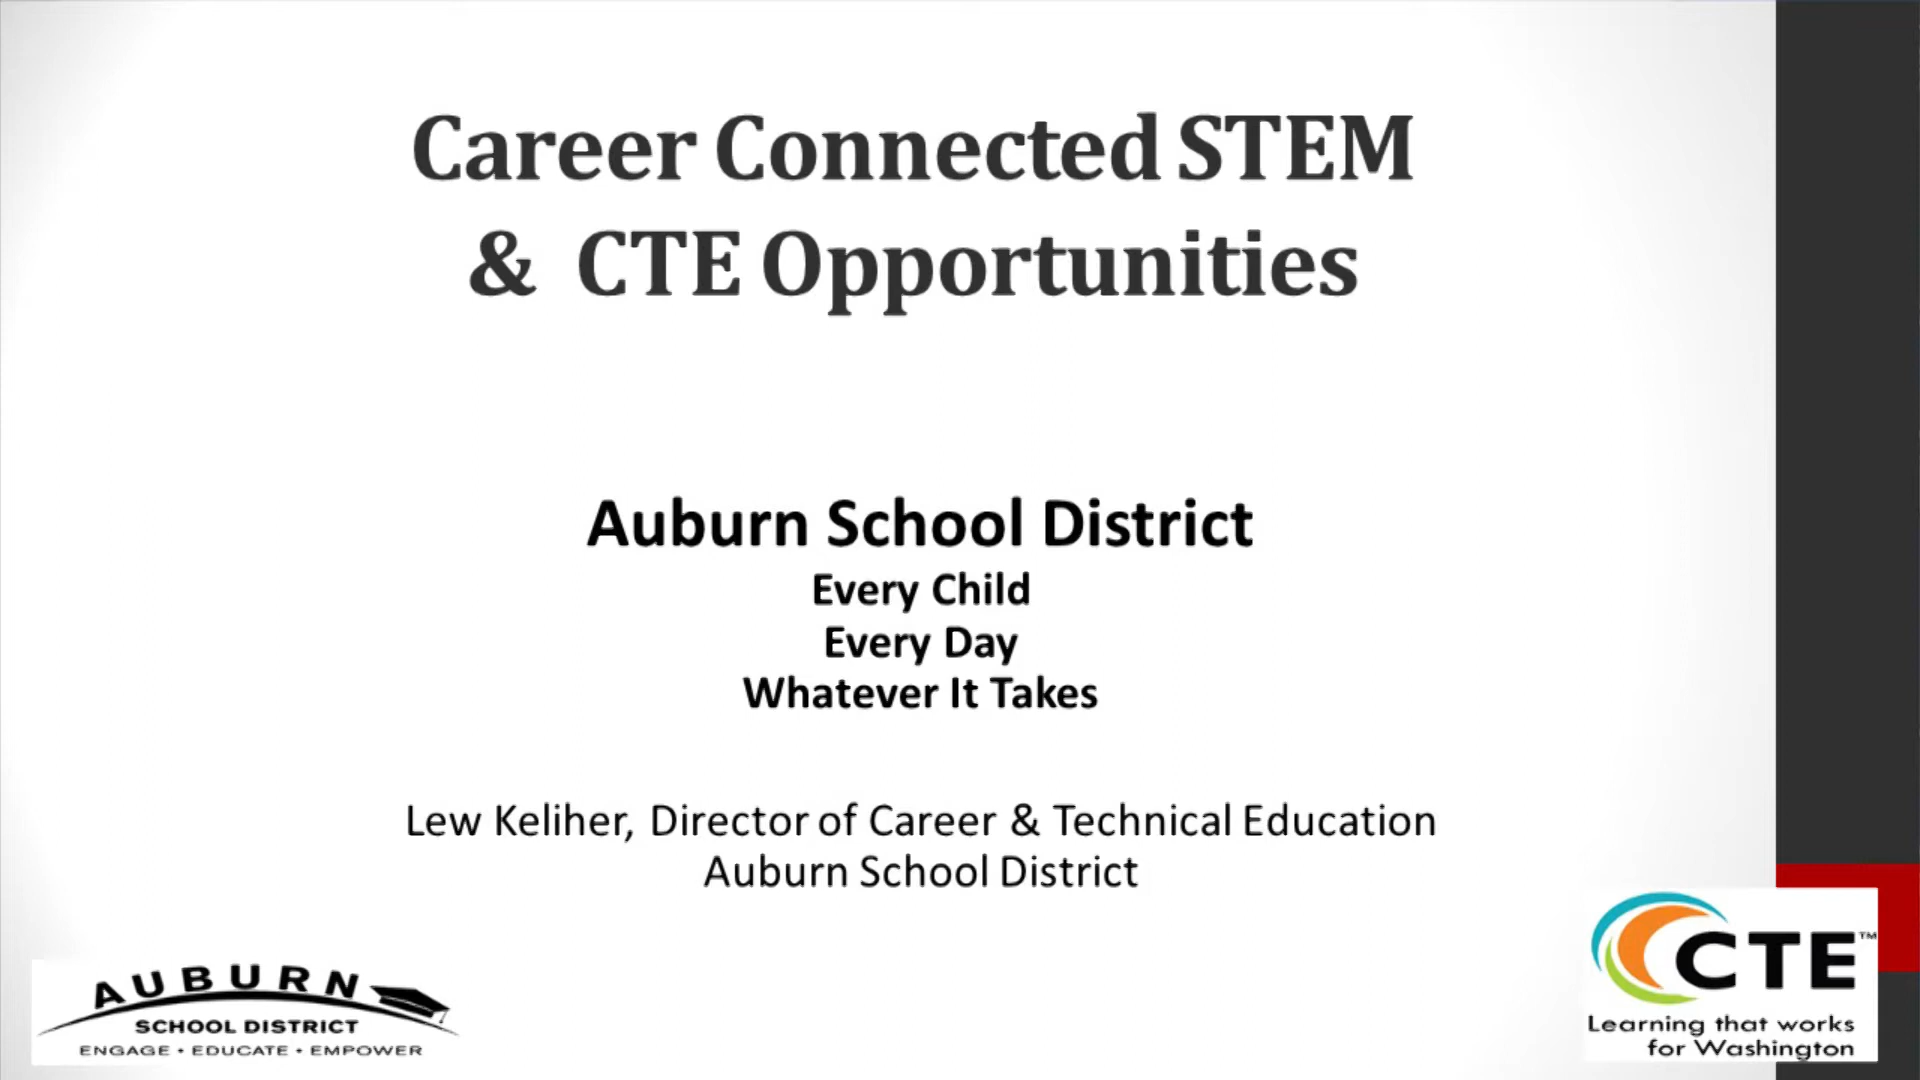 Career Connected STEM
& CTE Opportunities
Auburn School District
Every Child
Every Day
Whatever It Takes
Lew Keliher, Director of Career & Technical Education
Auburn School District
AUBURN
SCHOOL DISTRICT
ENGAGE • EDUCATE • EMPOWER
CTE™
Learning that works
for Washington